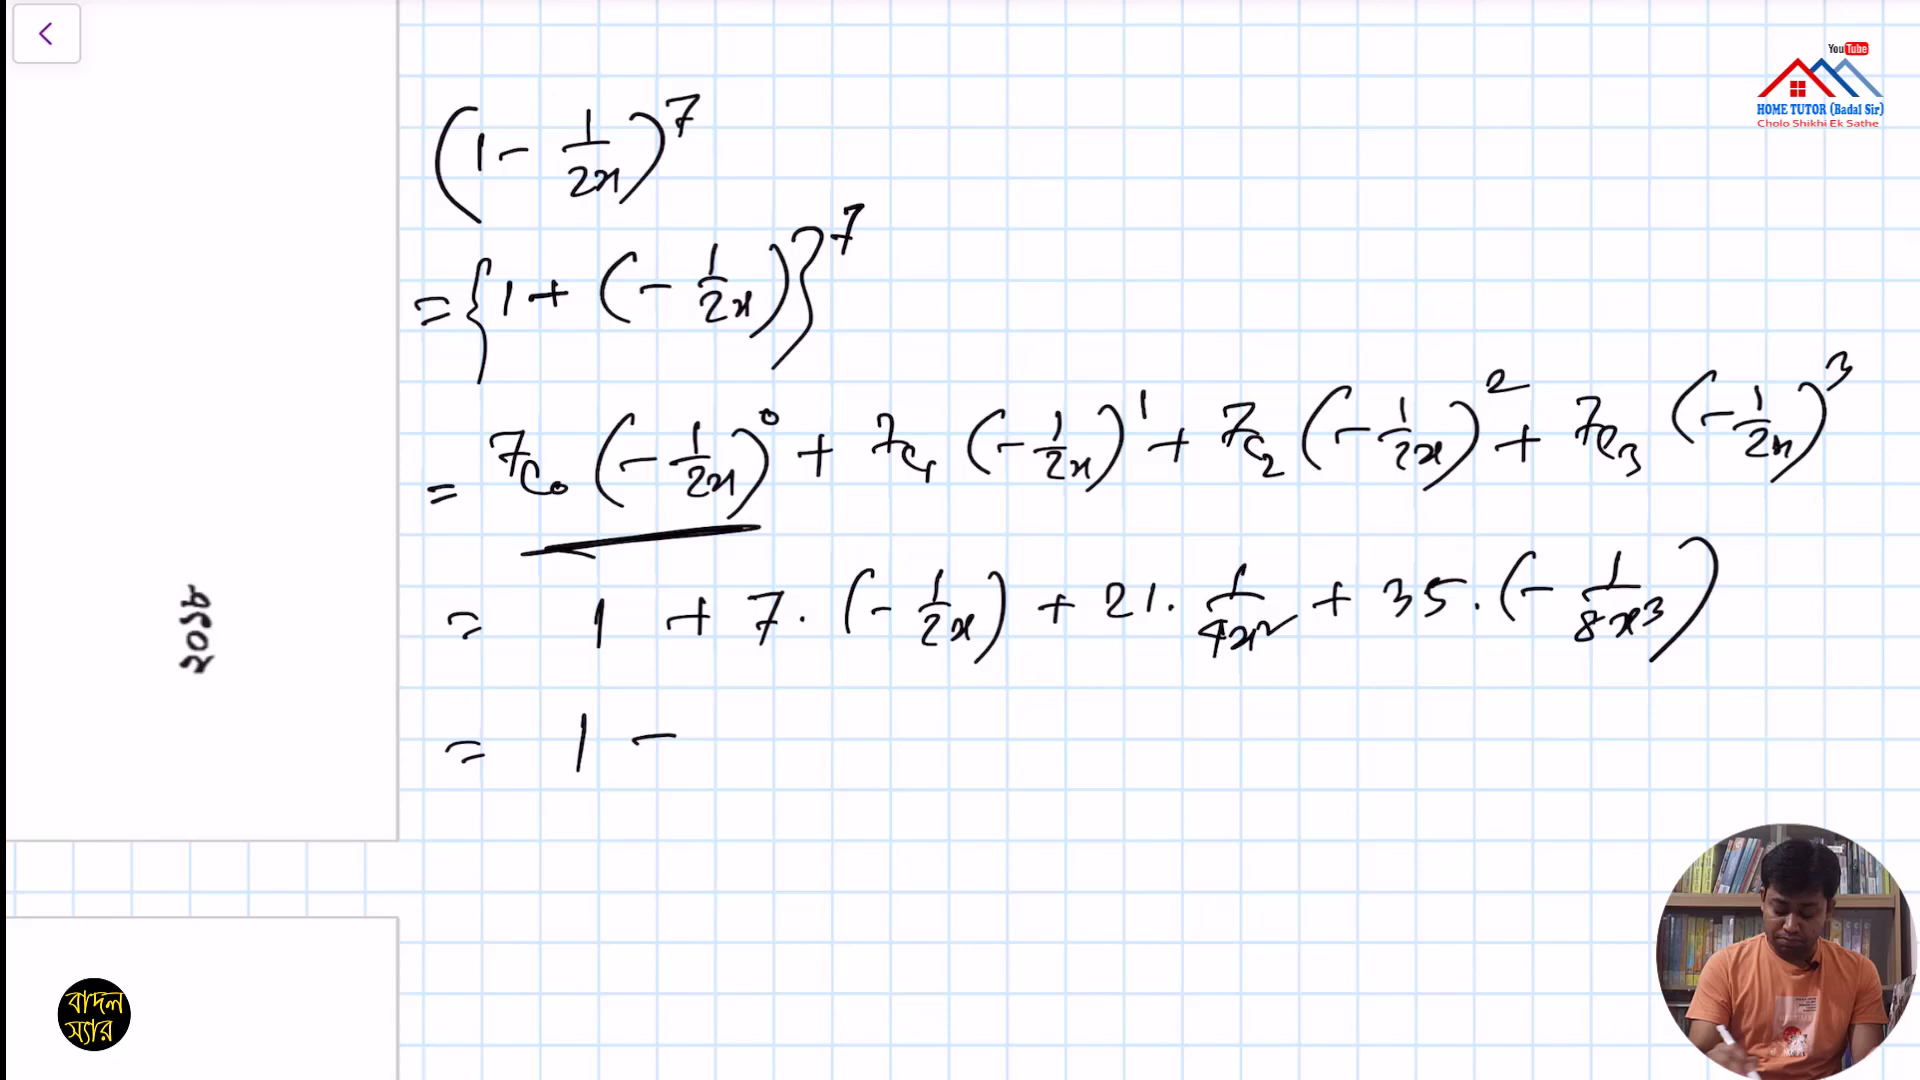 YouTube
HOME TUTOR (Badal Sir)
Cholo Shikhi Ek Sathe
(1 - 1/2x)^7
= {1 + (- 1/2x)}^7
= 7C0 (- 1/2x)^0 + 7C1 (- 1/2x)^1 + 7C2 (- 1/2x)^2 + 7C3 (- 1/2x)^3
= 1 + 7 · (- 1/2x) + 21 · 1/4x² + 35 · (- 1/8x³)
= 1 -
২০১৮
বাদল
স্যার